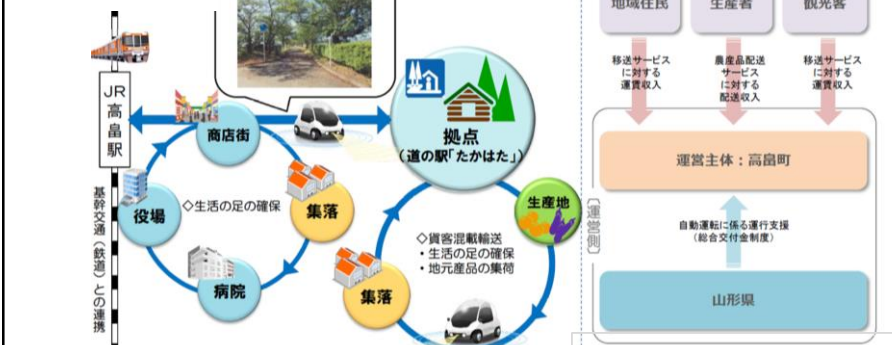 JR高畠駅
基幹交通(鉄道)との連携
商店街
役場
◇生活の足の確保
集落
病院
拠点
(道の駅「たかはた」)
生産地
◇貨客混載輸送
・生活の足の確保
・地元産品の集荷
集落
地域住民
生産者
観光客
移送サービス
に対する
運賃収入
農産品配送
サービス
に対する
配送収入
移送サービス
に対する
運賃収入
〔運営側〕
運営主体:高畠町
自動運転に係る運行支援
(総合交付金制度)
山形県